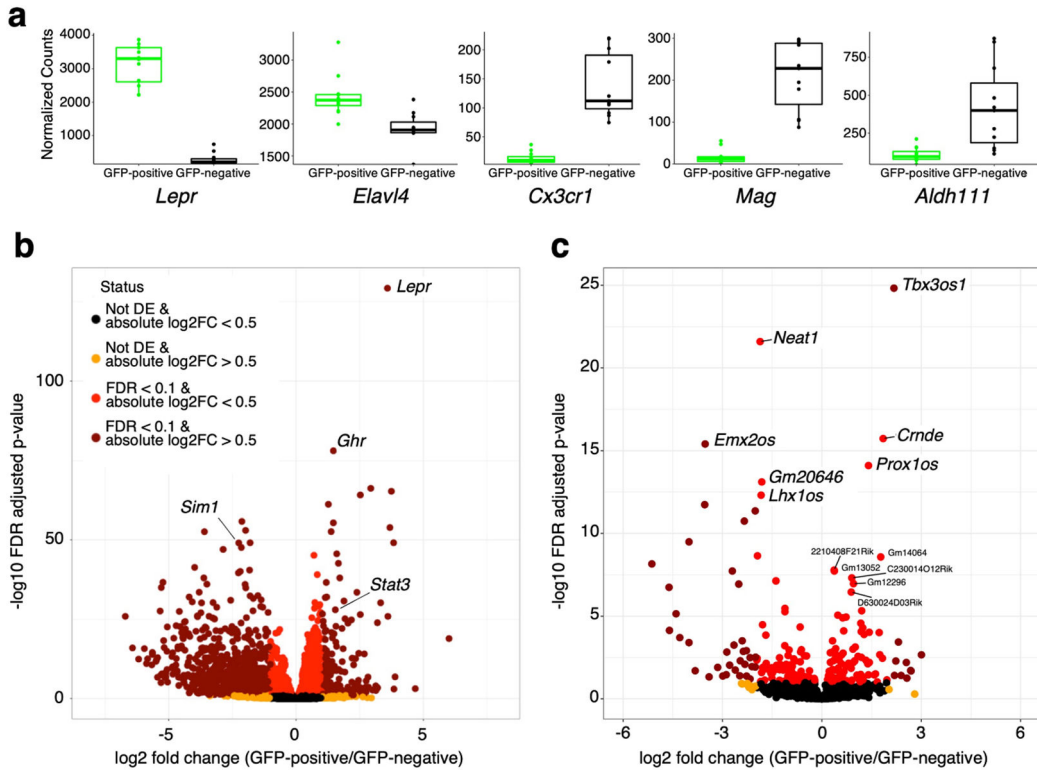 a
Normalized Counts
4000
3000
2000
1000
GFP-positive GFP-negative
Lepr
3500
3000
2500
2000
1500
GFP-positive GFP-negative
Elavl4
200
150
100
50
GFP-positive GFP-negative
Cx3cr1
300
200
100
0
GFP-positive GFP-negative
Mag
750
500
250
GFP-positive GFP-negative
Aldh111
b
-log10 FDR adjusted p-value
100
50
0
Status
Not DE &
absolute log2FC < 0.5
Not DE &
absolute log2FC > 0.5
FDR < 0.1 &
absolute log2FC < 0.5
FDR < 0.1 &
absolute log2FC > 0.5
Lepr
Ghr
Sim1
Stat3
-5 0 5
log2 fold change (GFP-positive/GFP-negative)
c
-log10 FDR adjusted p-value
25
20
15
10
5
0
Tbx3os1
Neat1
Emx2os
Crnde
Prox1os
Gm20646
Lhx1os
2210408F21Rik
Gm14064
Gm13052
C230014O12Rik
Gm12296
D630024D03Rik
-6 -3 0 3 6
log2 fold change (GFP-positive/GFP-negative)